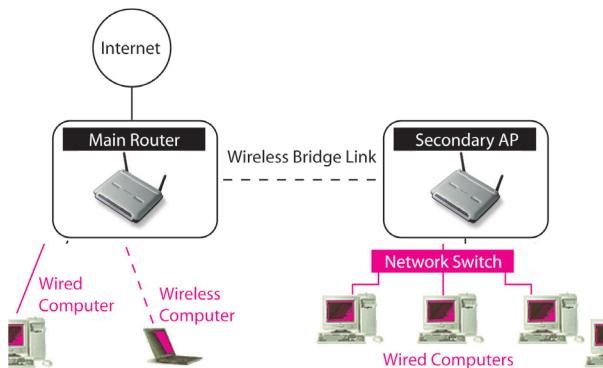 Internet
Main Router
Wireless Bridge Link
Secondary AP
Network Switch
Wired
Computer
Wireless
Computer
Wired Computers